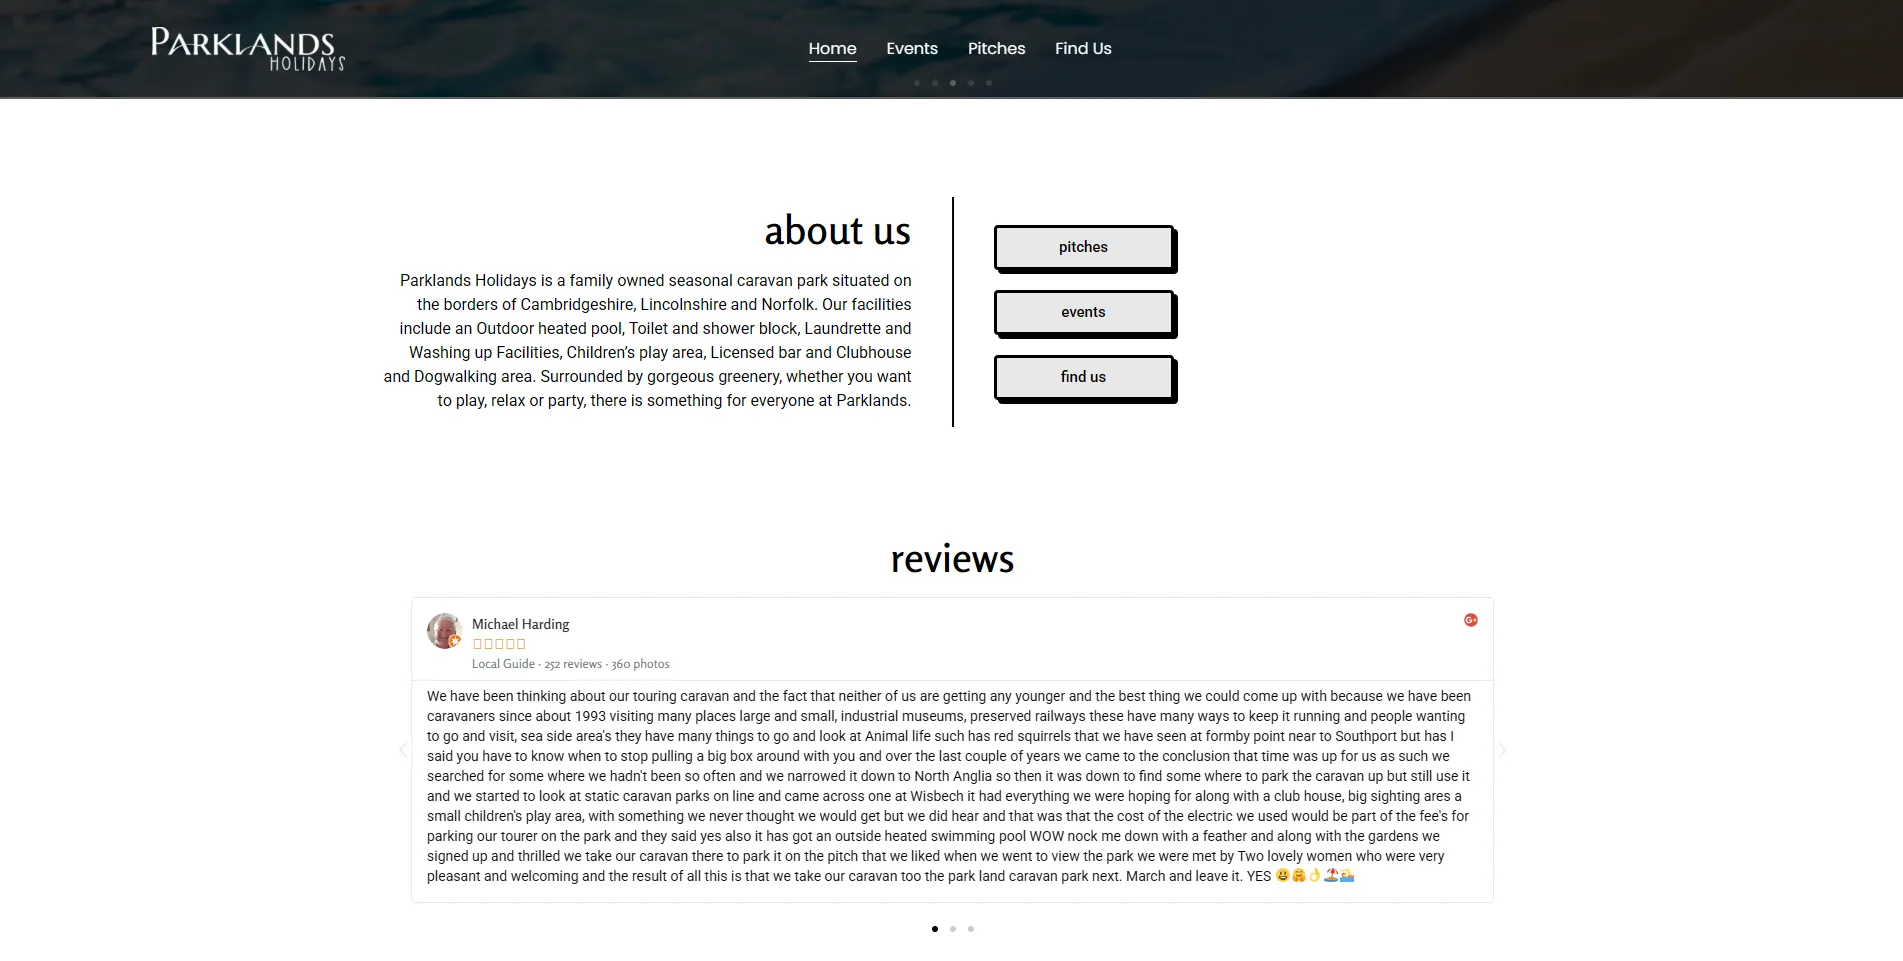 PARKLANDS
HOLIDAYS
Home Events Pitches Find Us
about us
Parklands Holidays is a family owned seasonal caravan park situated on
the borders of Cambridgeshire, Lincolnshire and Norfolk. Our facilities
include an Outdoor heated pool, Toilet and shower block, Laundrette and
Washing up Facilities, Children’s play area, Licensed bar and Clubhouse
and Dogwalking area. Surrounded by gorgeous greenery, whether you want
to play, relax or party, there is something for everyone at Parklands.
pitches
events
find us
reviews
Michael Harding
Local Guide · 252 reviews · 360 photos
G+
We have been thinking about our touring caravan and the fact that neither of us are getting any younger and the best thing we could come up with because we have been
caravaners since about 1993 visiting many places large and small, industrial museums, preserved railways these have many ways to keep it running and people wanting
to go and visit, sea side area's they have many things to go and look at Animal life such has red squirrels that we have seen at formby point near to Southport but has I
said you have to know when to stop pulling a big box around with you and over the last couple of years we came to the conclusion that time was up for us as such we
searched for some where we hadn't been so often and we narrowed it down to North Anglia so then it was down to find some where to park the caravan up but still use it
and we started to look at static caravan parks on line and came across one at Wisbech it had everything we were hoping for along with a club house, big sighting ares a
small children's play area, with something we never thought we would get but we did hear and that was that the cost of the electric we used would be part of the fee's for
parking our tourer on the park and they said yes also it has got an outside heated swimming pool WOW nock me down with a feather and along with the gardens we
signed up and thrilled we take our caravan there to park it on the pitch that we liked when we went to view the park we were met by Two lovely women who were very
pleasant and welcoming and the result of all this is that we take our caravan too the park land caravan park next. March and leave it. YES 😃🤗👌🏖️🏊